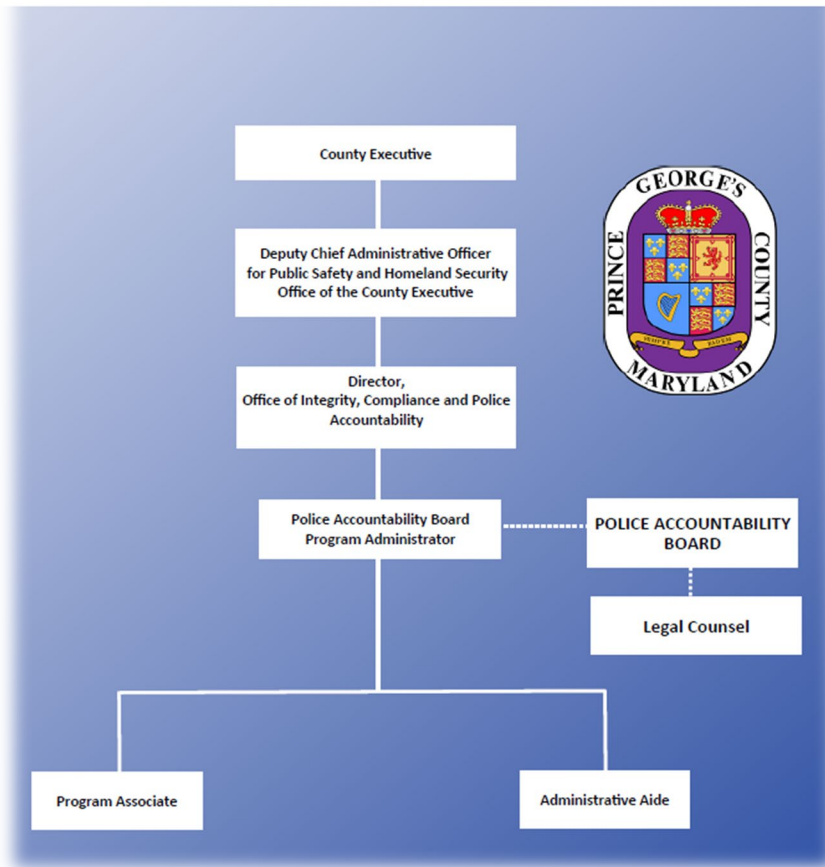 County Executive
GEORGE'S
PRINCE
COUNTY
MARYLAND
Deputy Chief Administrative Officer
for Public Safety and Homeland Security
Office of the County Executive
Director,
Office of Integrity, Compliance and Police
Accountability
Police Accountability Board
Program Administrator
POLICE ACCOUNTABILITY
BOARD
Legal Counsel
Program Associate
Administrative Aide